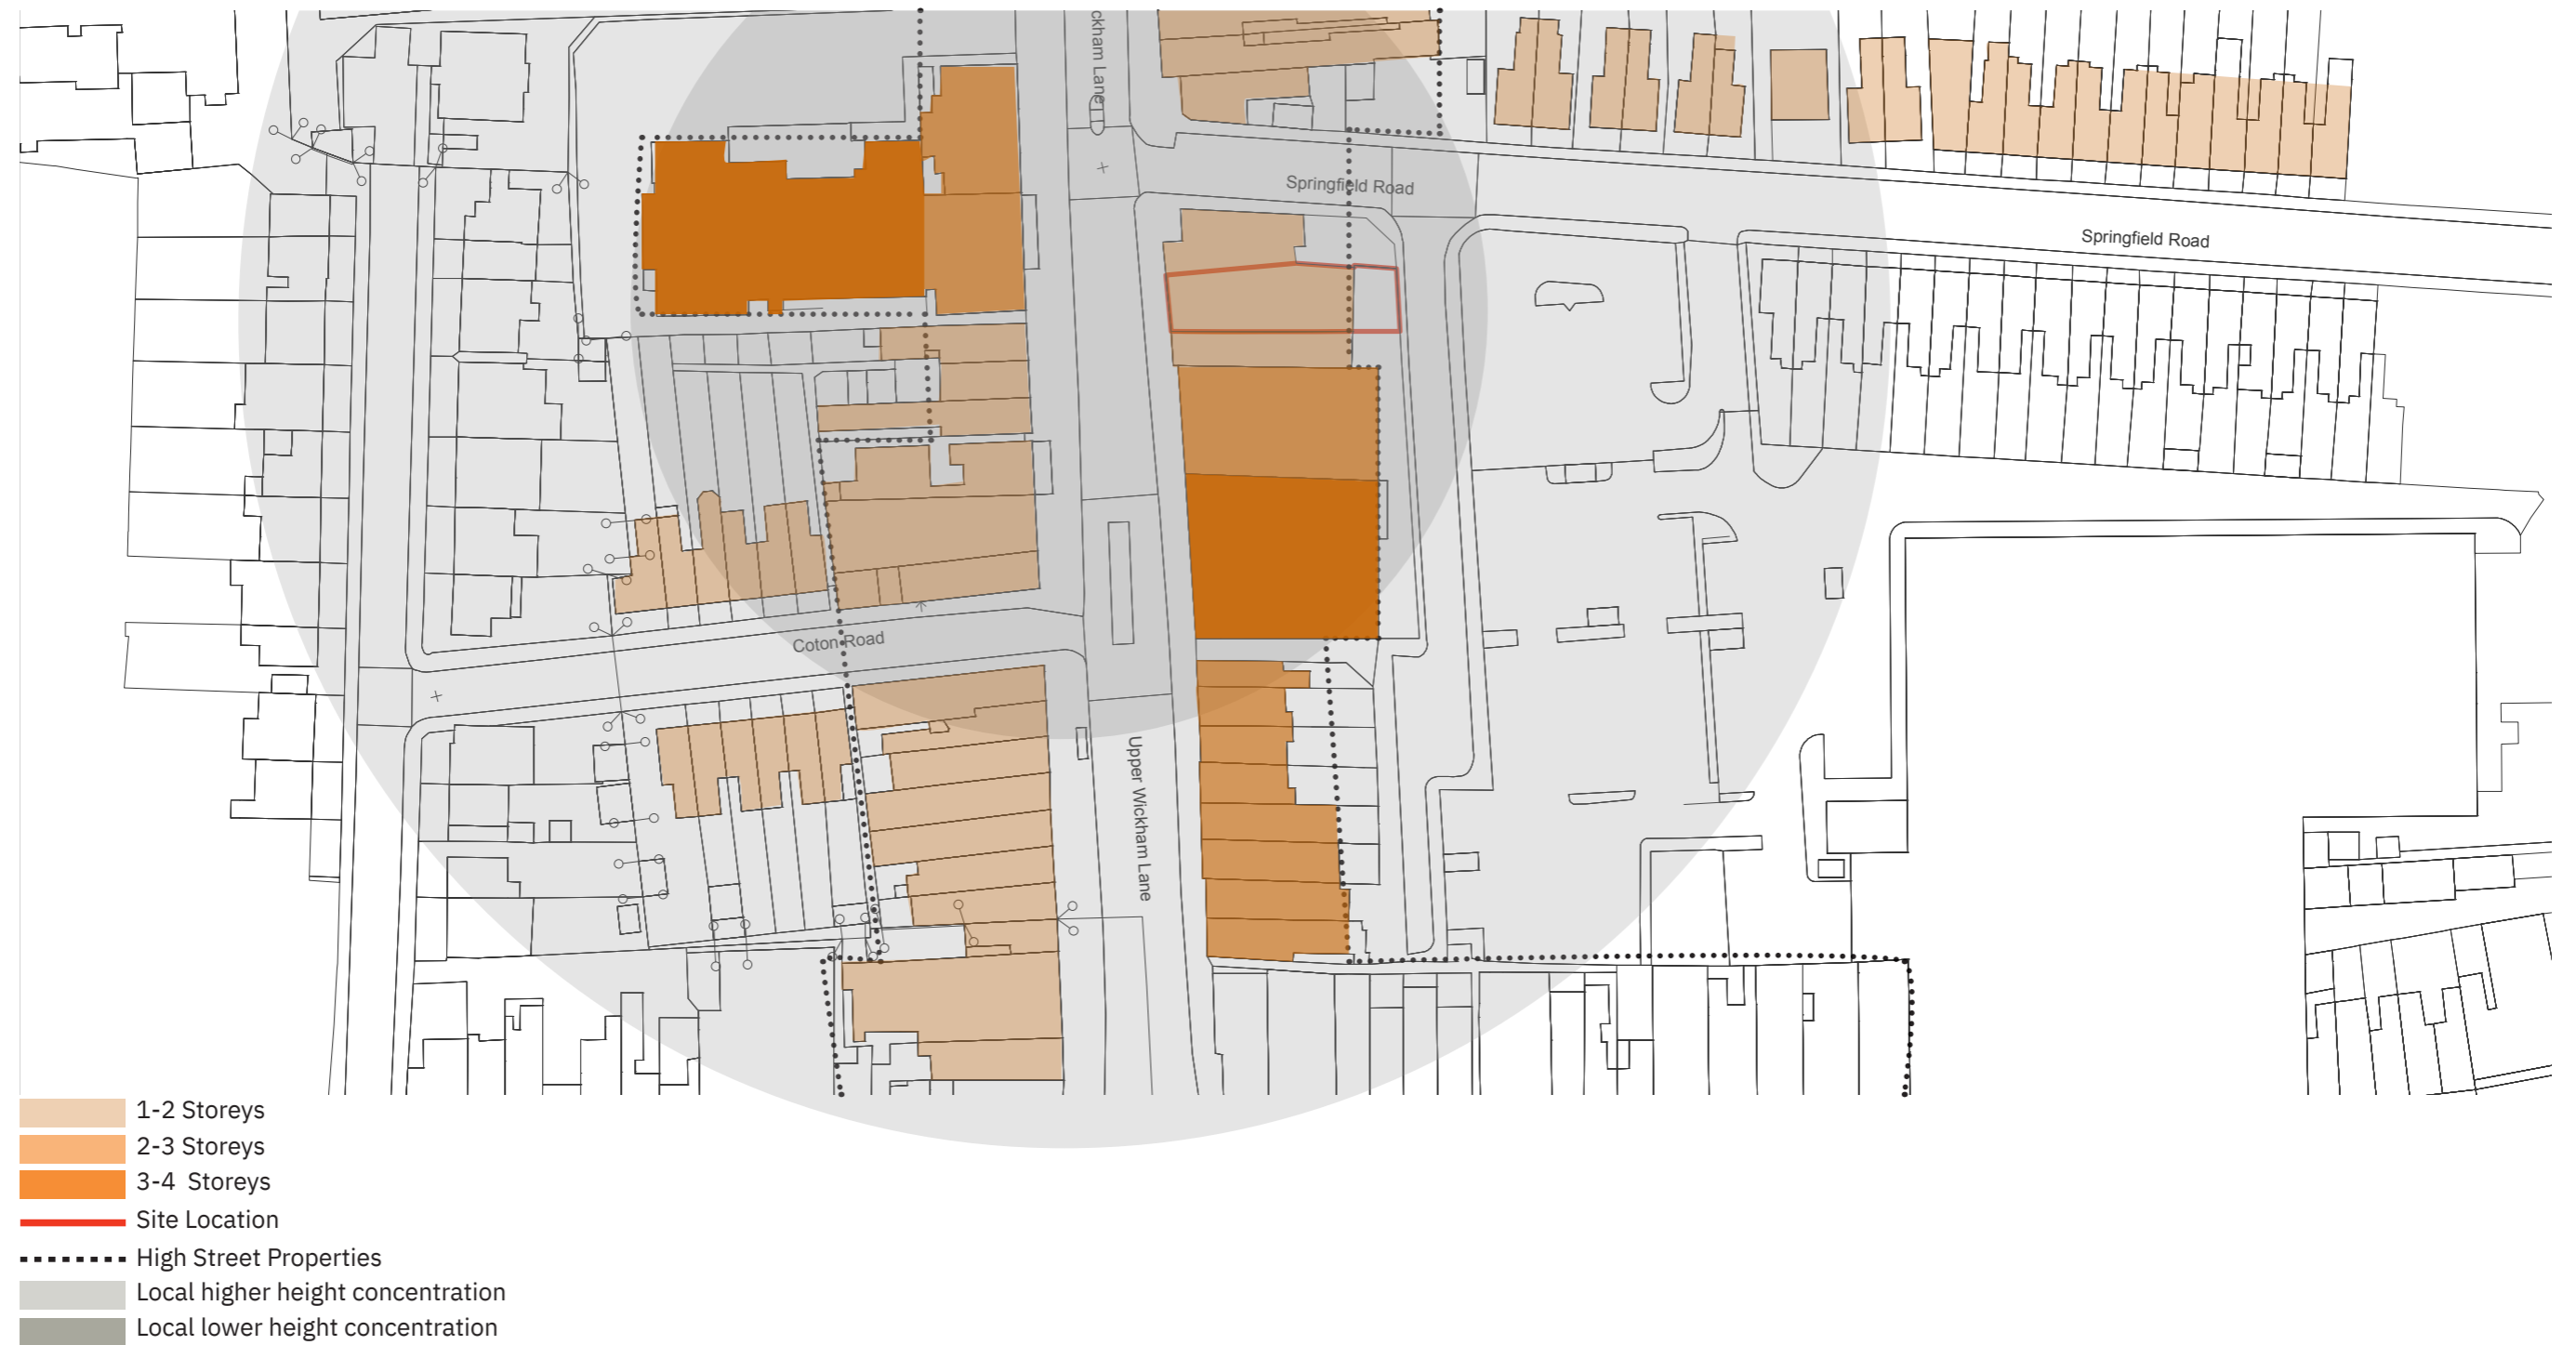 ckham Lane
Springfield Road
Springfield Road
Coton Road
Upper Wickham Lane
1-2 Storeys
2-3 Storeys
3-4 Storeys
Site Location
High Street Properties
Local higher height concentration
Local lower height concentration